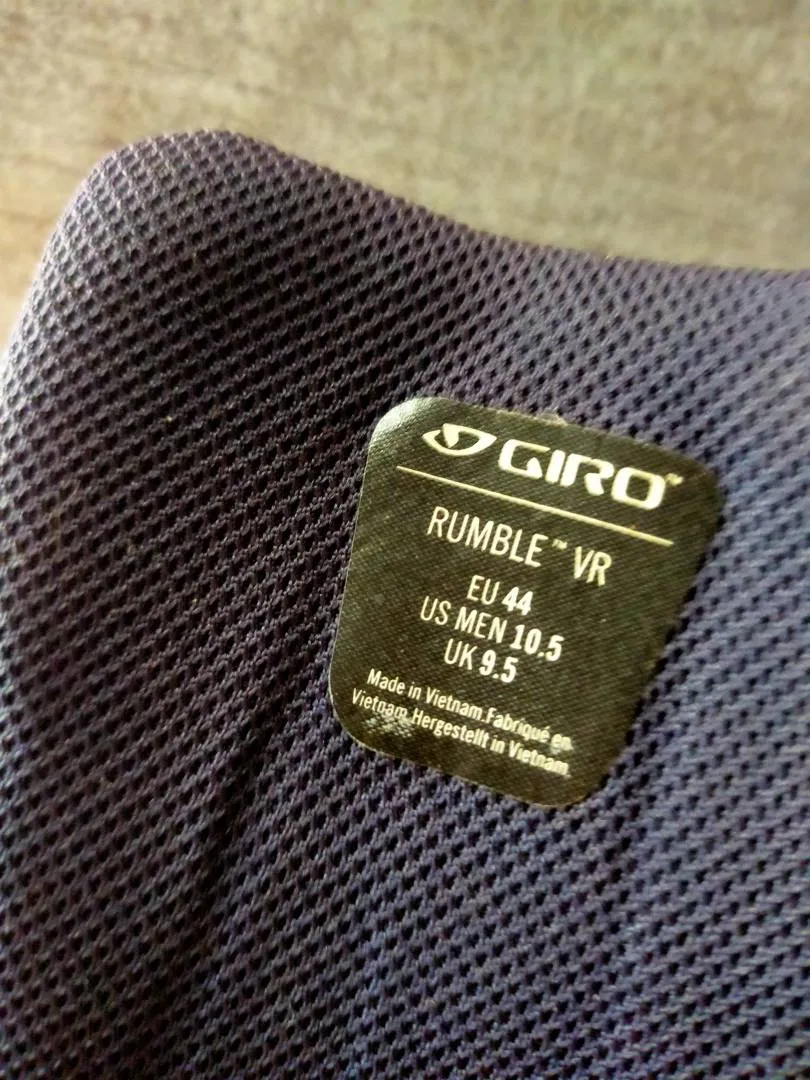 GIRO™
RUMBLE™ VR
EU 44
US MEN 10.5
UK 9.5
Made in Vietnam.Fabriqué en
Vietnam.Hergestellt in Vietnam.